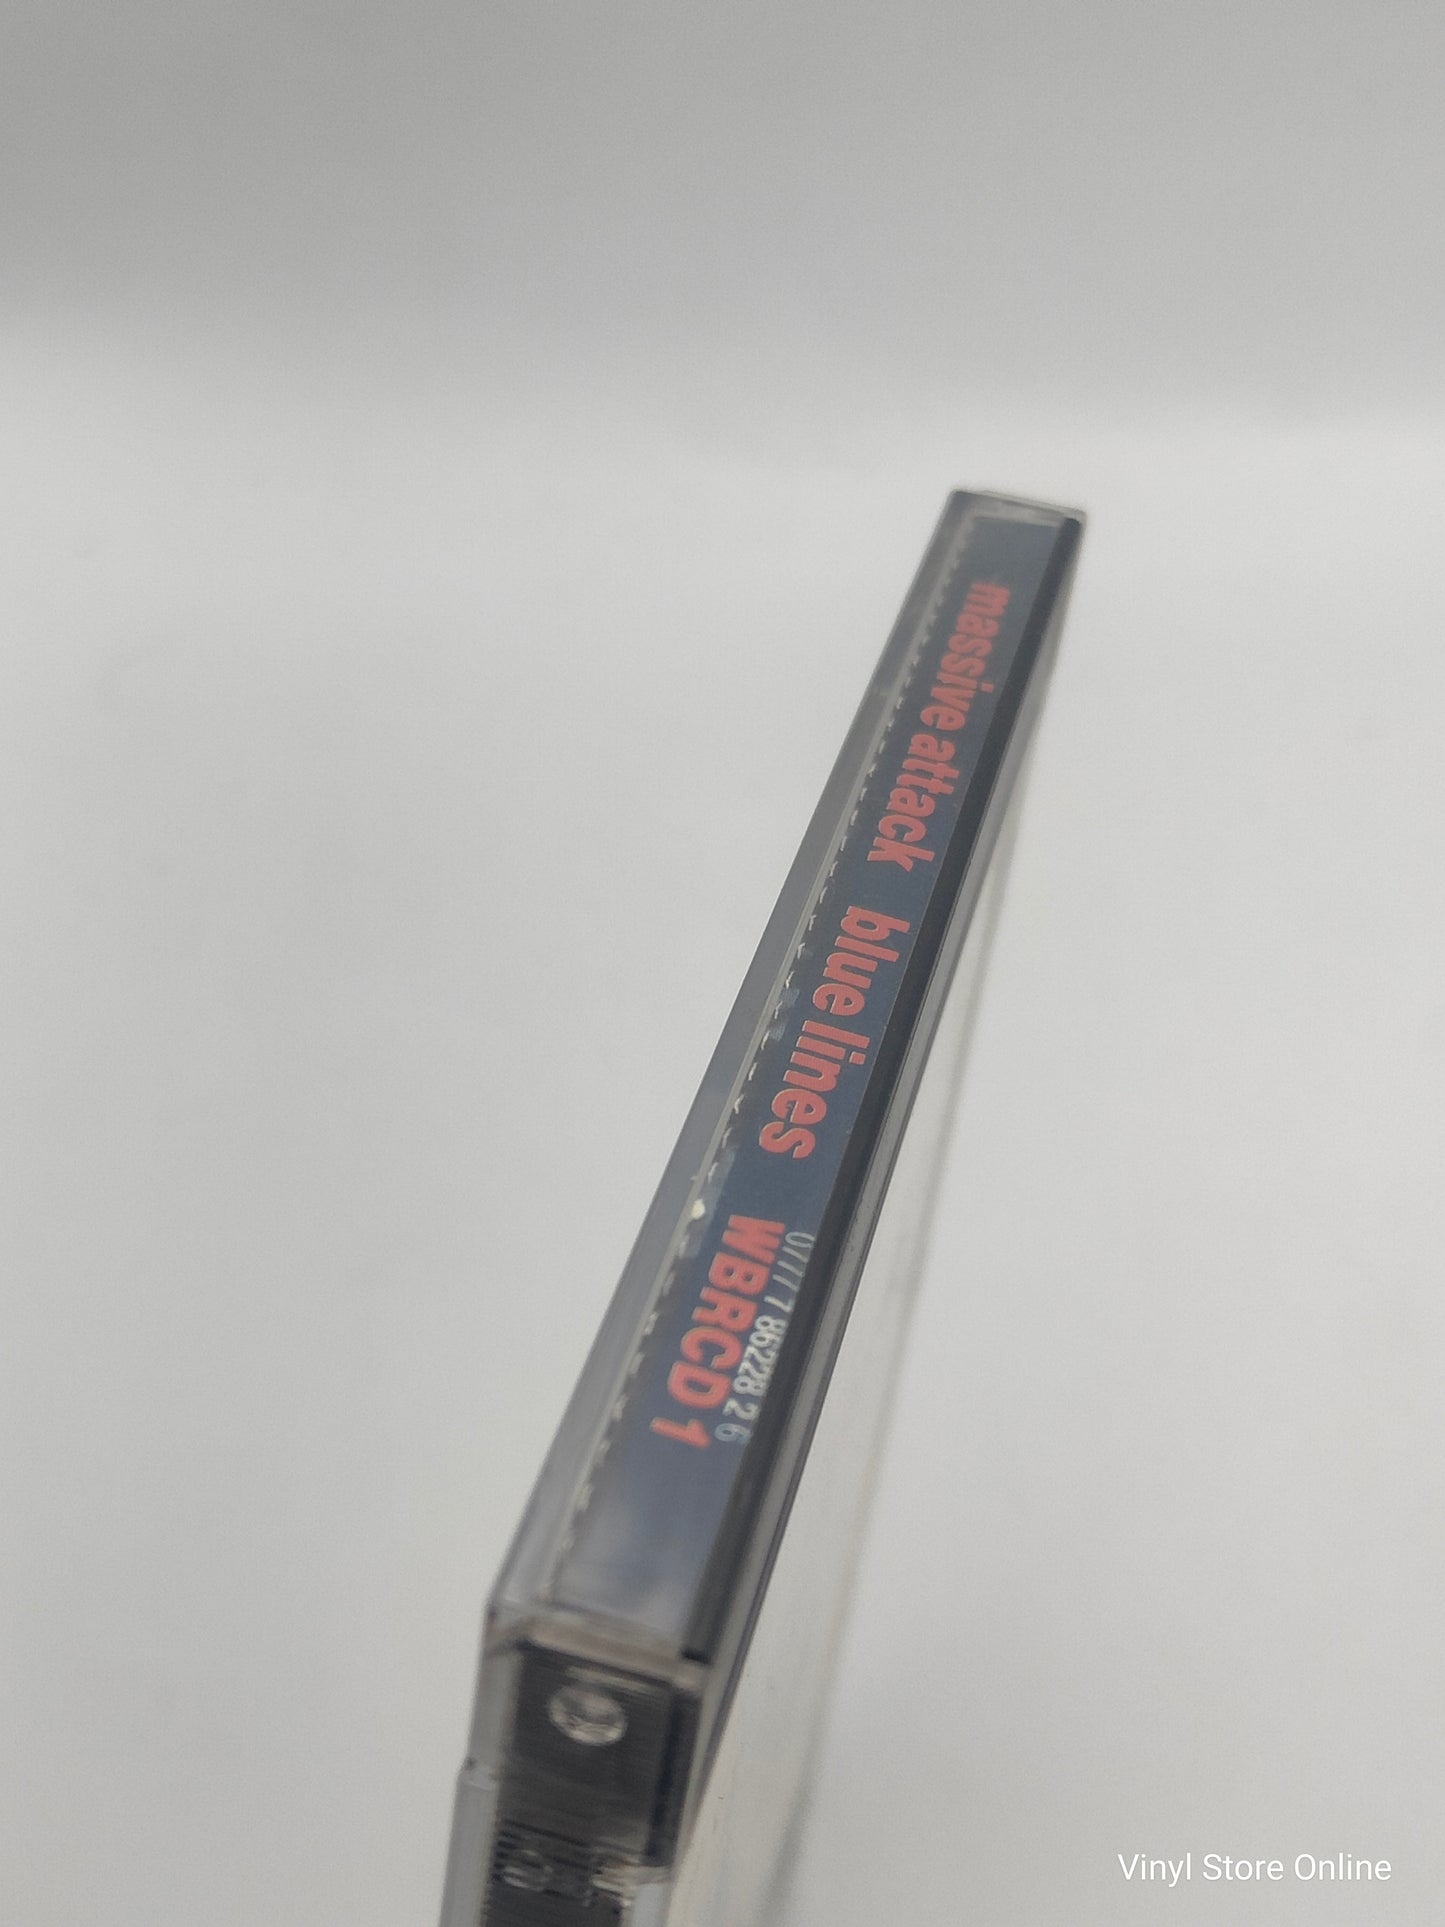 massive attack blue lines WBRCD 1
0777 7 86228 2 6
Vinyl Store Online